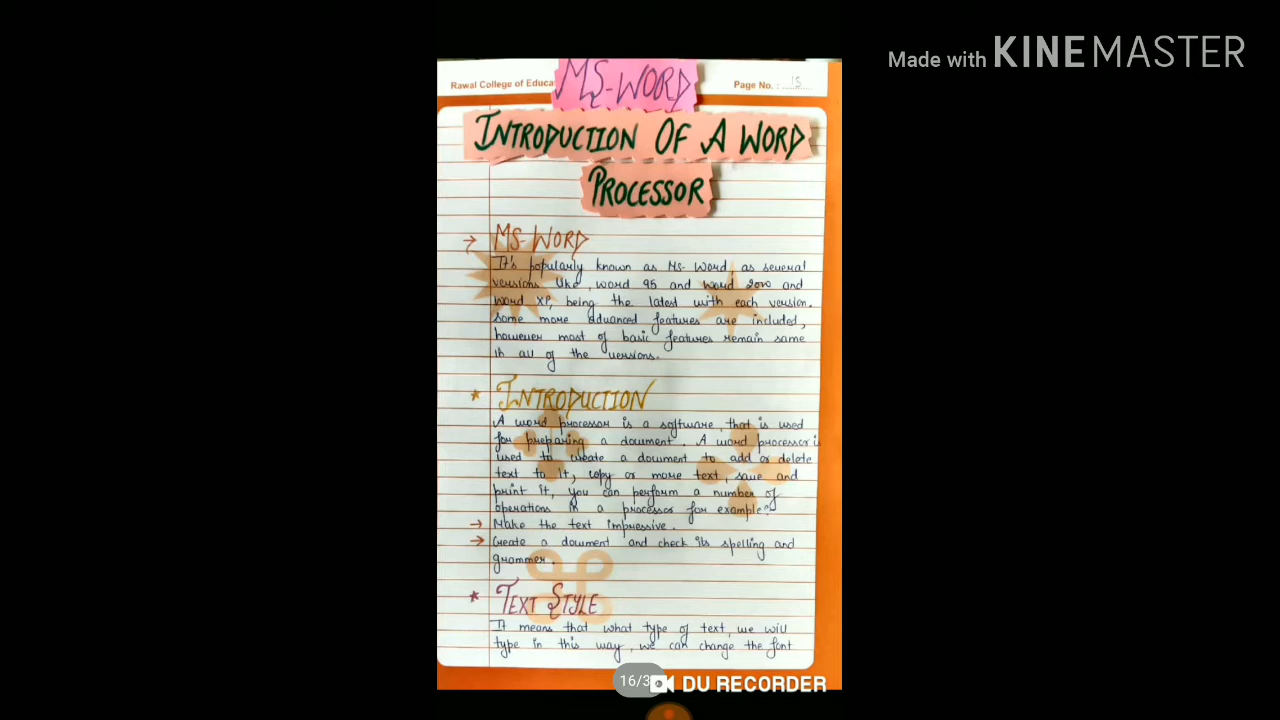 Made with KINEMASTER
Rawal College of Educa
Page No. : 15
MS-WORD
INTRODUCTION OF A WORD
PROCESSOR
→ MS-WORD
It's popularly known as Ms-Word, as several
versions like, word 95 and word 2000 and
word XP, being the latest with each version.
Some more advanced features are included,
however most of basic features remain same
in all of the versions.
* INTRODUCTION
A word processor is a software, that is used
for preparing a document. A word processor is
used to create a document to add or delete
text to it, copy or move text, save and
print it, you can perform a number of
operations in a processor for example:
→ Make the text impressive.
→ Create a document and check its spelling and
grammer.
* TEXT STYLE
It means that what type of text, we will
type in this way, we can change the font
16/3
DU RECORDER